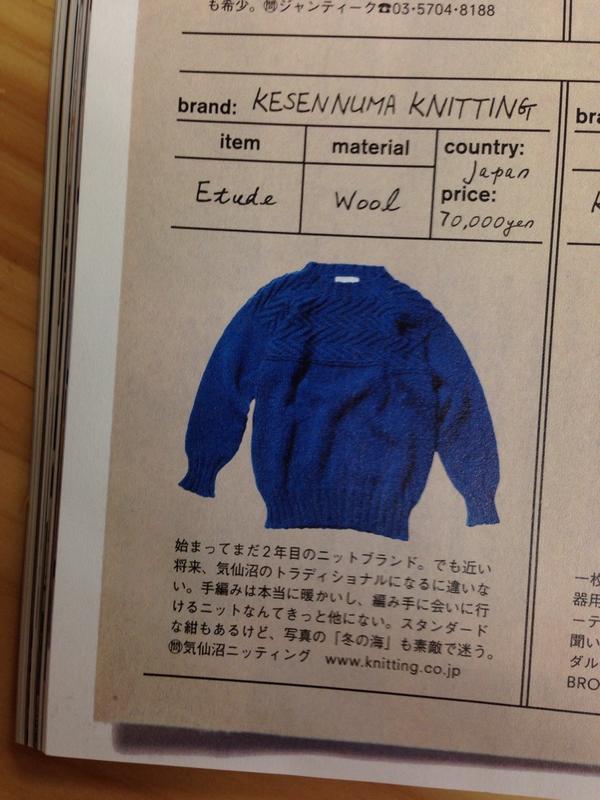 も希少。問ジャンティーク☎03・5704・8188
brand: KESENNUMA KNITTING
item
material
country:
Japan
Etude
Wool
price:
70,000yen
始まってまだ2年目のニットブランド。でも近い
将来、気仙沼のトラディショナルになるに違いな
い。手編みは本当に暖かいし、編み手に会いに行
けるニットなんてきっと他にない。スタンダード
な紺もあるけど、写真の「冬の海」も素敵で迷う。
問気仙沼ニッティング www.knitting.co.jp
bra
一枚
器用
ーテ
聞い
ダル
BRO